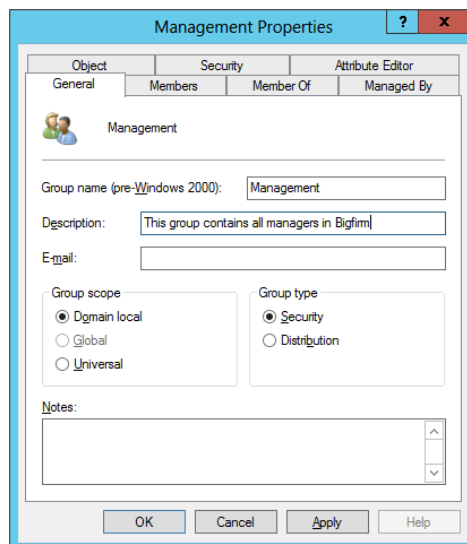 Management Properties
? x
Object Security Attribute Editor
General Members Member Of Managed By
Management
Group name (pre-Windows 2000): Management
Description: This group contains all managers in Bigfirm
E-mail:
Group scope Group type
Domain local Security
Global Distribution
Universal
Notes:
OK Cancel Apply Help